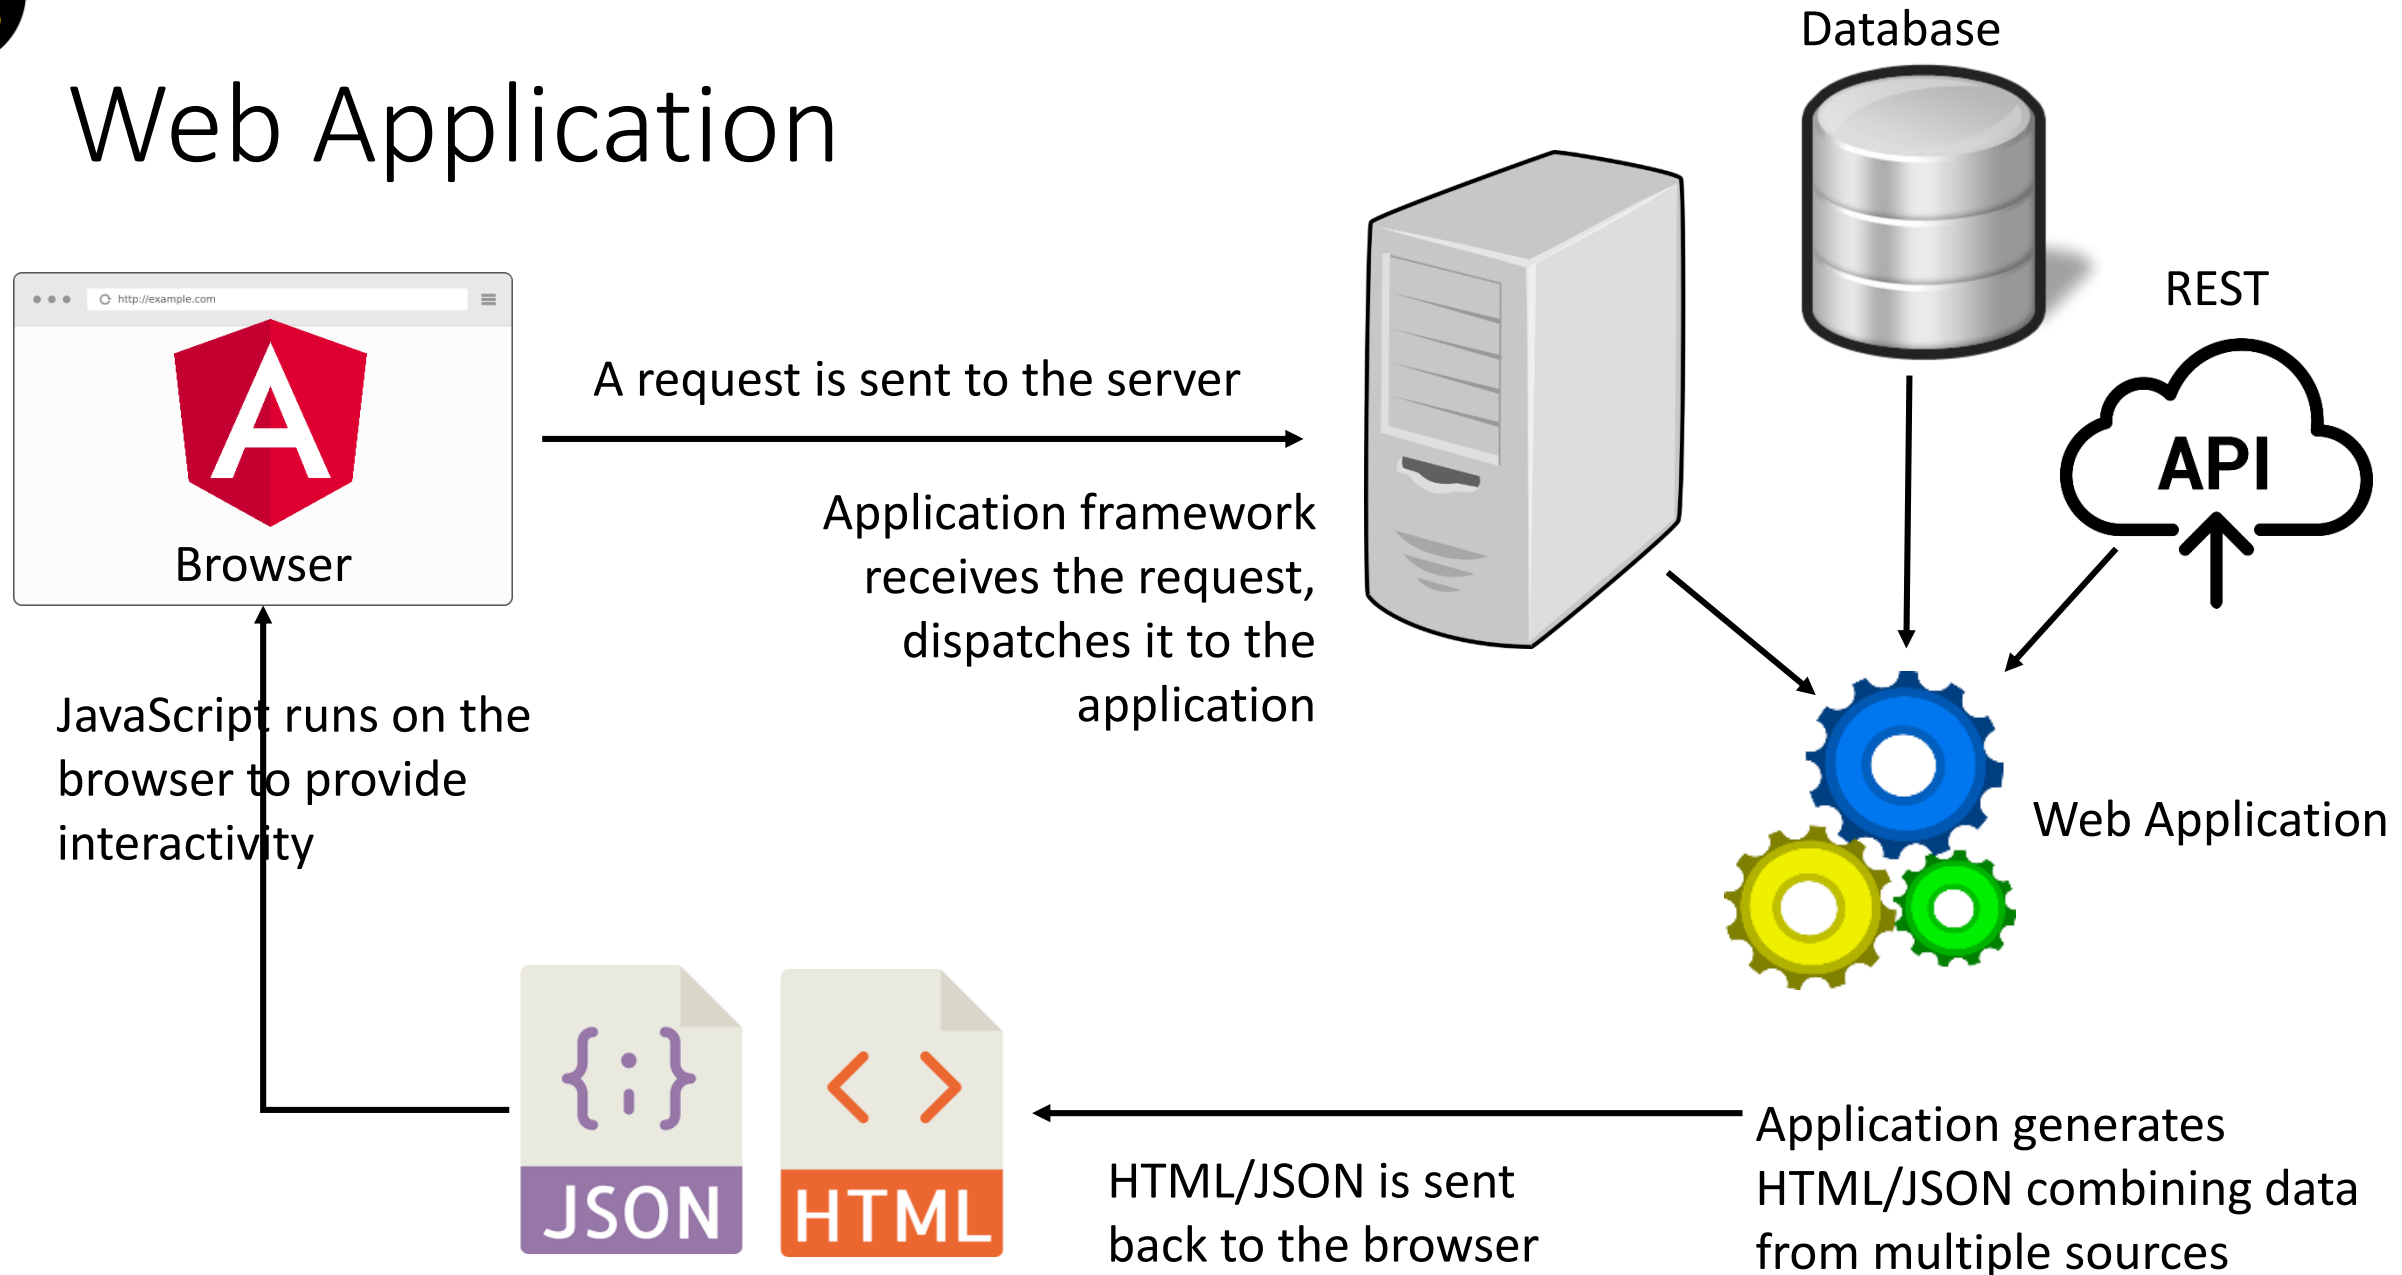 Web Application
Database
REST
API
http://example.com
A
Browser
A request is sent to the server
Application framework
receives the request,
dispatches it to the
application
JavaScript runs on the
browser to provide
interactivity
Web Application
{;}
JSON
< >
HTML
HTML/JSON is sent
back to the browser
Application generates
HTML/JSON combining data
from multiple sources